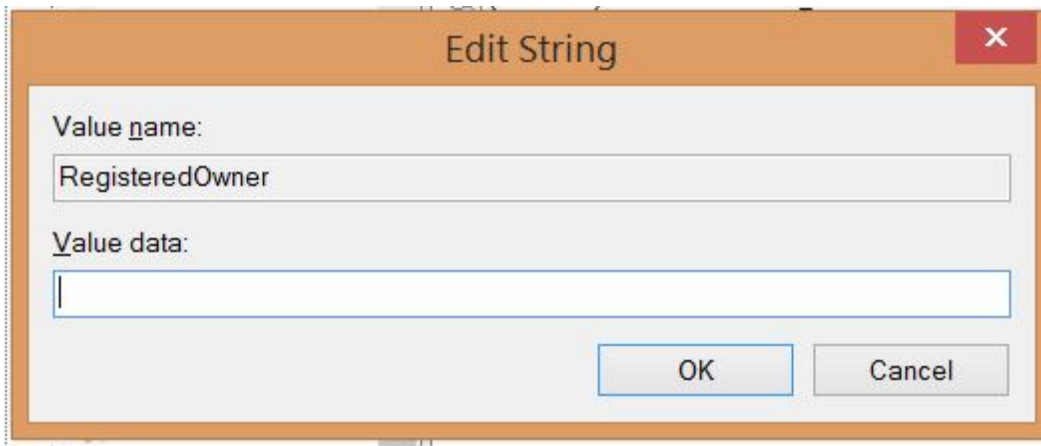 Edit String
Value name:
RegisteredOwner
Value data:
OK Cancel